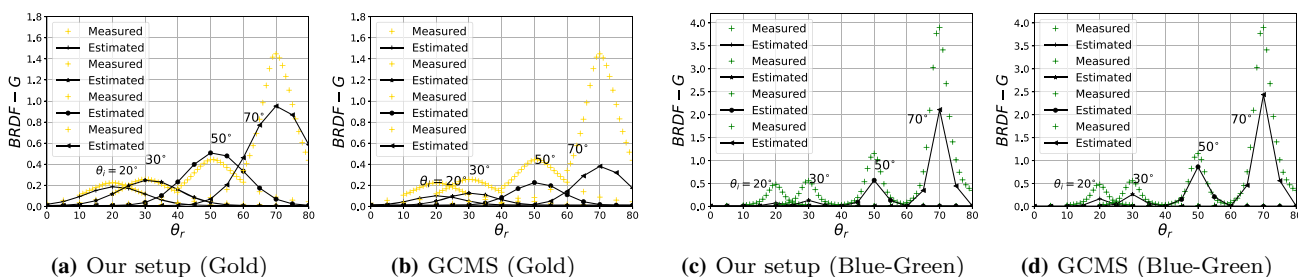 BRDF – G
1.8
1.6
1.4
1.2
1.0
0.8
0.6
0.4
0.2
0.0
Measured
Estimated
Measured
Estimated
Measured
Estimated
Measured
Estimated
θi = 20°
30°
50°
70°
0 10 20 30 40 50 60 70 80
θr
(a) Our setup (Gold)
BRDF – G
1.8
1.6
1.4
1.2
1.0
0.8
0.6
0.4
0.2
0.0
Measured
Estimated
Measured
Estimated
Measured
Estimated
Measured
Estimated
θi = 20°
30°
50°
70°
0 10 20 30 40 50 60 70 80
θr
(b) GCMS (Gold)
BRDF – G
4.0
3.5
3.0
2.5
2.0
1.5
1.0
0.5
0.0
Measured
Estimated
Measured
Estimated
Measured
Estimated
Measured
Estimated
θi = 20°
30°
50°
70°
0 10 20 30 40 50 60 70 80
θr
(c) Our setup (Blue-Green)
BRDF – G
4.0
3.5
3.0
2.5
2.0
1.5
1.0
0.5
0.0
Measured
Estimated
Measured
Estimated
Measured
Estimated
Measured
Estimated
θi = 20°
30°
50°
70°
0 10 20 30 40 50 60 70 80
θr
(d) GCMS (Blue-Green)